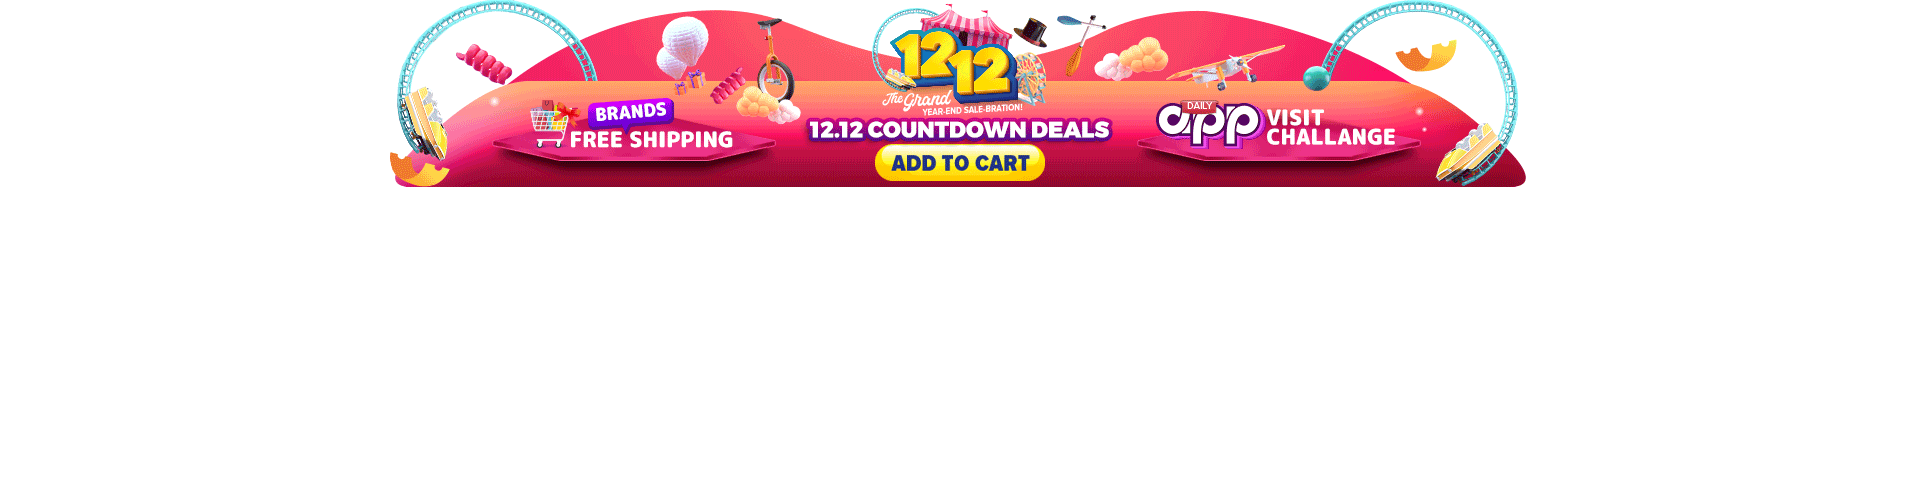 BRANDS
FREE SHIPPING
12
12
The Grand
YEAR-END SALE-BRATION!
12.12 COUNTDOWN DEALS
ADD TO CART
DAILY
app
VISIT
CHALLANGE